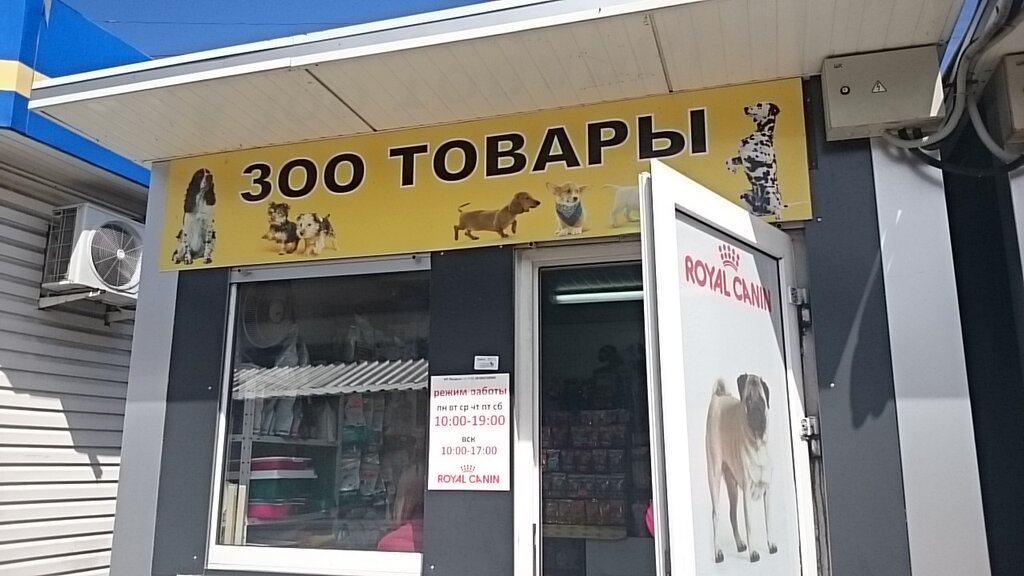 ЗОО ТОВАРЫ
ROYAL CANIN
режим работы
пн вт ср чт пт сб
10:00-19:00
вск
10:00-17:00
ROYAL CANIN